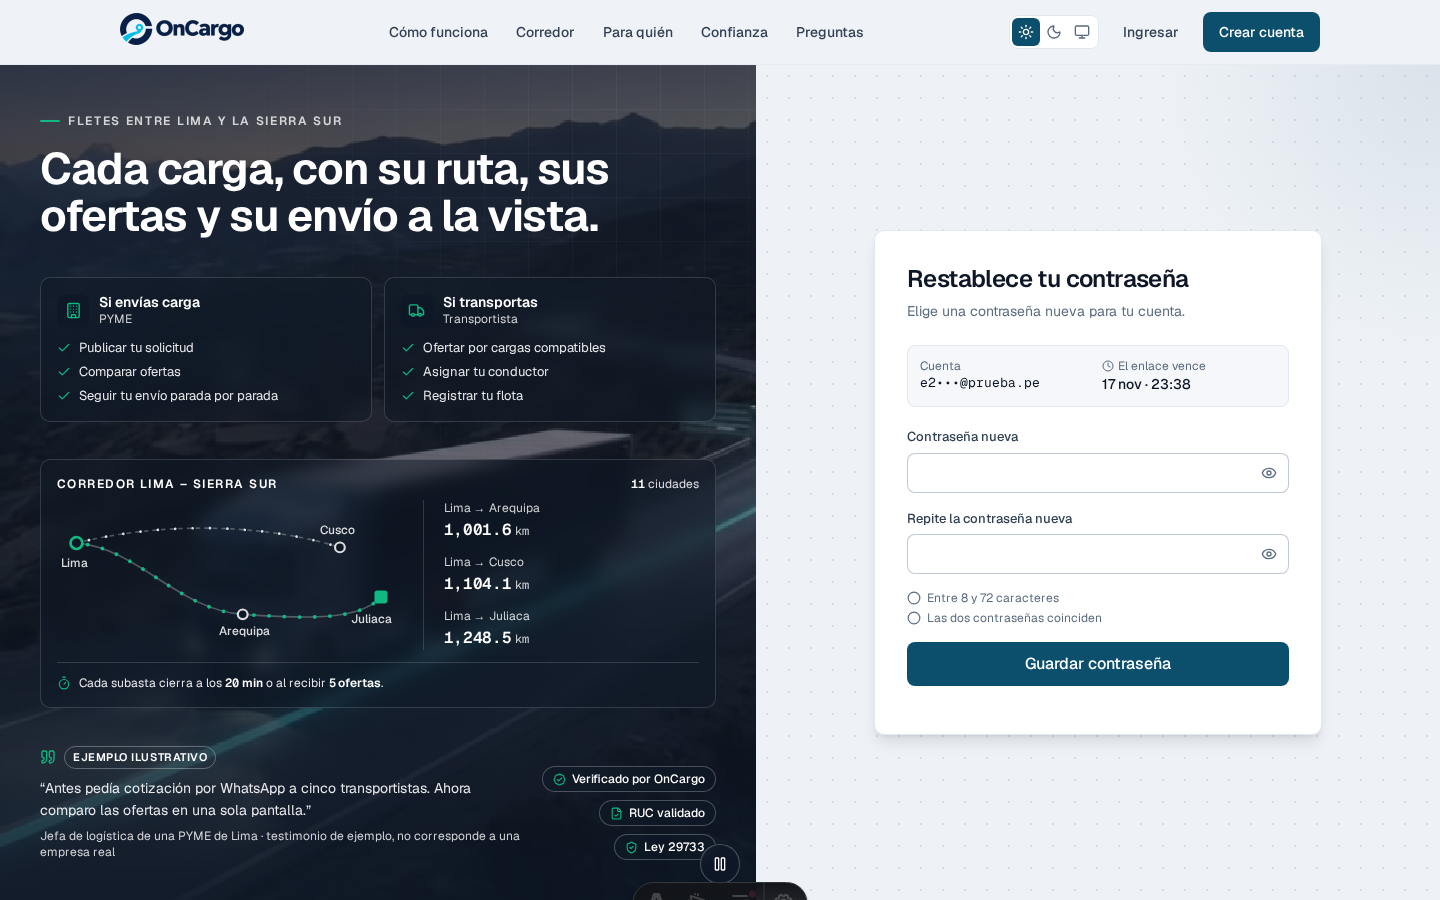 OnCargo
Cómo funciona
Corredor
Para quién
Confianza
Preguntas
Ingresar
Crear cuenta
FLETES ENTRE LIMA Y LA SIERRA SUR
Cada carga, con su ruta, sus
ofertas y su envío a la vista.
Si envías carga
PYME
Publicar tu solicitud
Comparar ofertas
Seguir tu envío parada por parada
Si transportas
Transportista
Ofertar por cargas compatibles
Asignar tu conductor
Registrar tu flota
CORREDOR LIMA – SIERRA SUR
11 ciudades
Cusco
Lima
Arequipa
Juliaca
Lima → Arequipa
1,001.6 km
Lima → Cusco
1,104.1 km
Lima → Juliaca
1,248.5 km
Cada subasta cierra a los 20 min o al recibir 5 ofertas.
EJEMPLO ILUSTRATIVO
“Antes pedía cotización por WhatsApp a cinco transportistas. Ahora
comparo las ofertas en una sola pantalla.”
Jefa de logística de una PYME de Lima · testimonio de ejemplo, no corresponde a una
empresa real
Verificado por OnCargo
RUC validado
Ley 29733
Restablece tu contraseña
Elige una contraseña nueva para tu cuenta.
Cuenta
e2•••@prueba.pe
El enlace vence
17 nov · 23:38
Contraseña nueva
Repite la contraseña nueva
Entre 8 y 72 caracteres
Las dos contraseñas coinciden
Guardar contraseña